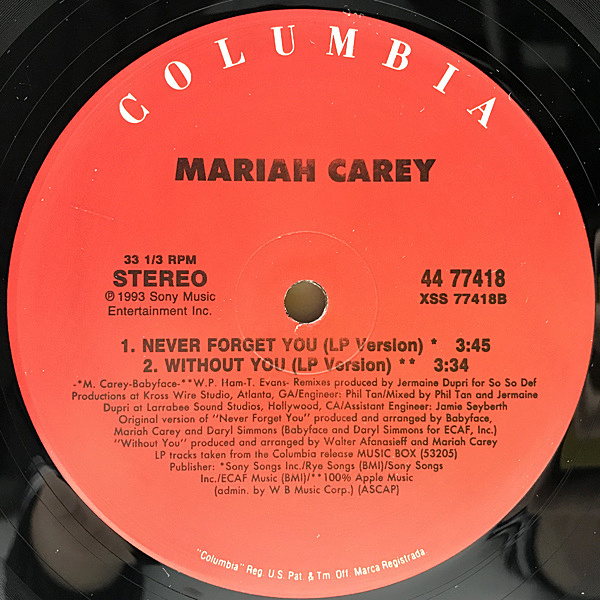 COLUMBIA
MARIAH CAREY
33 1/3 RPM
STEREO
℗ 1993 Sony Music
Entertainment Inc.
44 77418
XSS 77418B
1. NEVER FORGET YOU (LP Version) * 3:45
2. WITHOUT YOU (LP Version) ** 3:34
-*M. Carey-Babyface-**W.P. Ham-T. Evans- Remixes produced by Jermaine Dupri for So So Def
Productions at Kross Wire Studio, Atlanta, GA/Engineer: Phil Tan/Mixed by Phil Tan and Jermaine
Dupri at Larrabee Sound Studios, Hollywood, CA/Assistant Engineer: Jamie Seyberth
Original version of "Never Forget You" produced and arranged by Babyface,
Mariah Carey and Daryl Simmons (Babyface and Daryl Simmons for ECAF, Inc.)
"Without You" produced and arranged by Walter Afanasieff and Mariah Carey
LP tracks taken from the Columbia release MUSIC BOX (53205)
Publisher: *Sony Songs Inc./Rye Songs (BMI)/Sony Songs
Inc./ECAF Music (BMI)/**100% Apple Music
(admin. by W B Music Corp.) (ASCAP)
"Columbia" Reg. U.S. Pat. & Tm. Off. Marca Registrada.